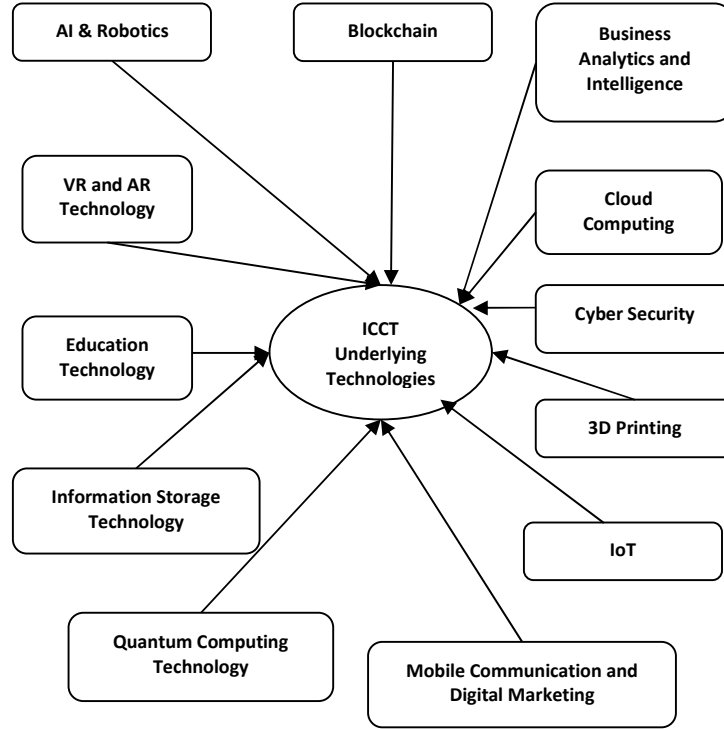 AI & Robotics
Blockchain
Business
Analytics and
Intelligence
VR and AR
Technology
Cloud
Computing
Cyber Security
ICCT
Underlying
Technologies
Education
Technology
3D Printing
Information Storage
Technology
IoT
Quantum Computing
Technology
Mobile Communication and
Digital Marketing